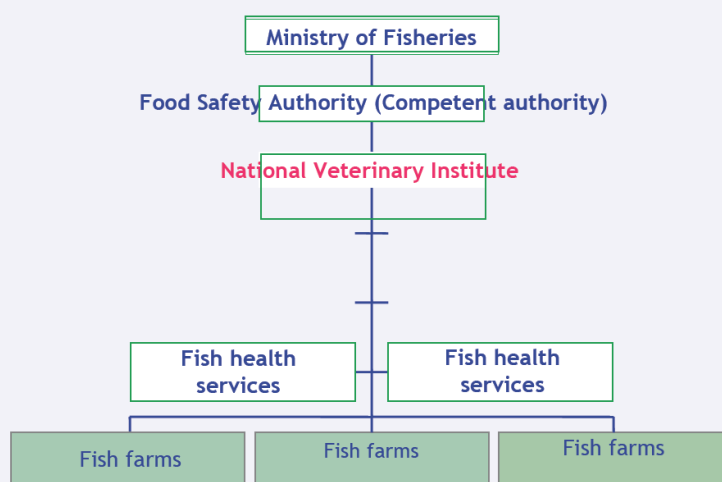 Ministry of Fisheries
Food Safety Authority (Competent authority)
National Veterinary Institute
Fish health
services
Fish health
services
Fish farms
Fish farms
Fish farms